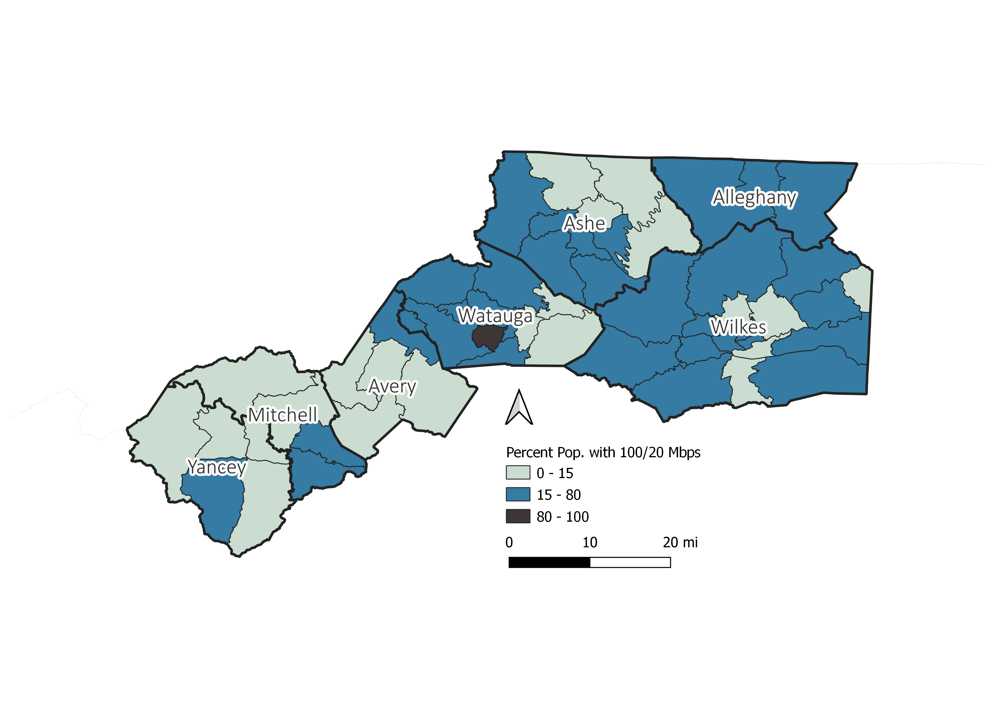 Alleghany
Ashe
Watauga
Wilkes
Avery
Mitchell
Yancey
Percent Pop. with 100/20 Mbps
0 - 15
15 - 80
80 - 100
0 10 20 mi